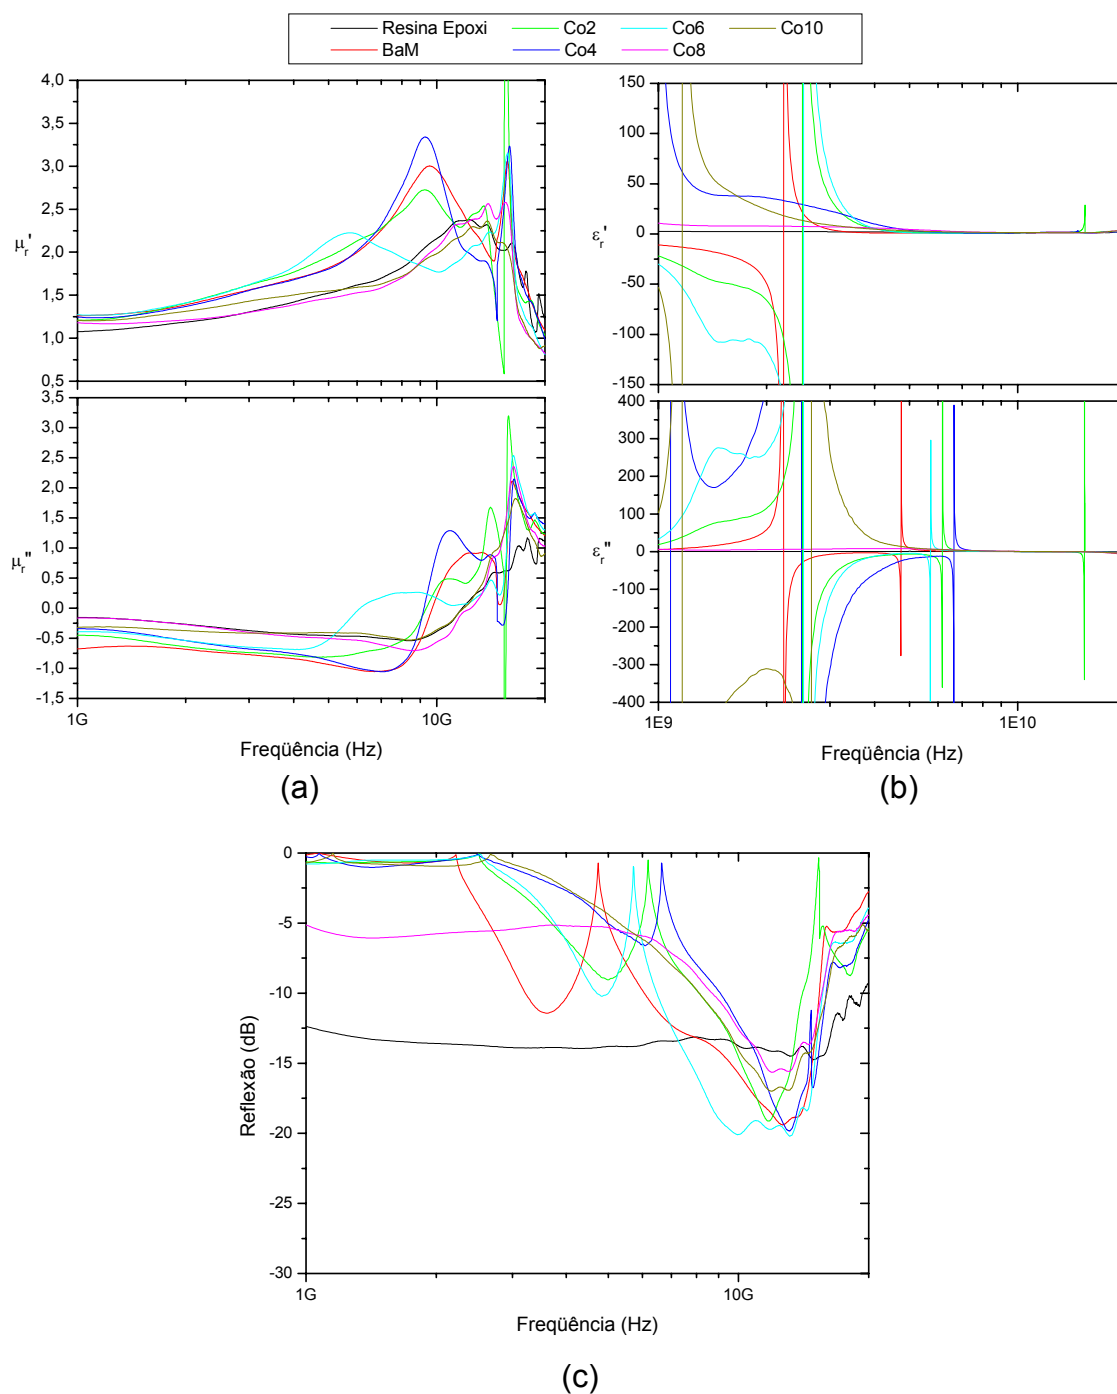 Resina Epoxi Co2 Co6 Co10
BaM Co4 Co8
4,0
3,5
3,0
2,5
2,0
1,5
1,0
0,5
μr'
3,5
3,0
2,5
2,0
1,5
1,0
0,5
0,0
-0,5
-1,0
-1,5
μr"
1G 10G
Freqüência (Hz)
(a)
150
100
50
0
-50
-100
-150
εr'
400
300
200
100
0
-100
-200
-300
-400
εr"
1E9 1E10
Freqüência (Hz)
(b)
0
-5
-10
-15
-20
-25
-30
Reflexão (dB)
1G 10G
Freqüência (Hz)
(c)